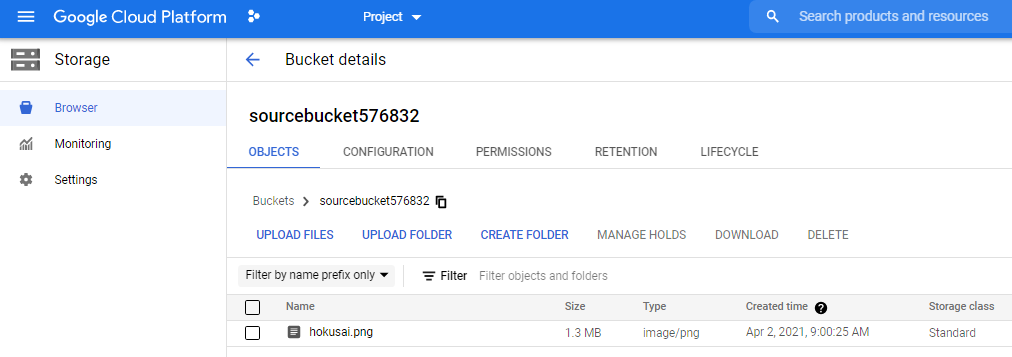 Google Cloud Platform Project Search products and resources
Storage Bucket details
Browser
Monitoring
Settings
sourcebucket576832
OBJECTS CONFIGURATION PERMISSIONS RETENTION LIFECYCLE
Buckets sourcebucket576832
UPLOAD FILES UPLOAD FOLDER CREATE FOLDER MANAGE HOLDS DOWNLOAD DELETE
Filter by name prefix only Filter Filter objects and folders
Name Size Type Created time ? Storage class
hokusai.png 1.3 MB image/png Apr 2, 2021, 9:00:25 AM Standard